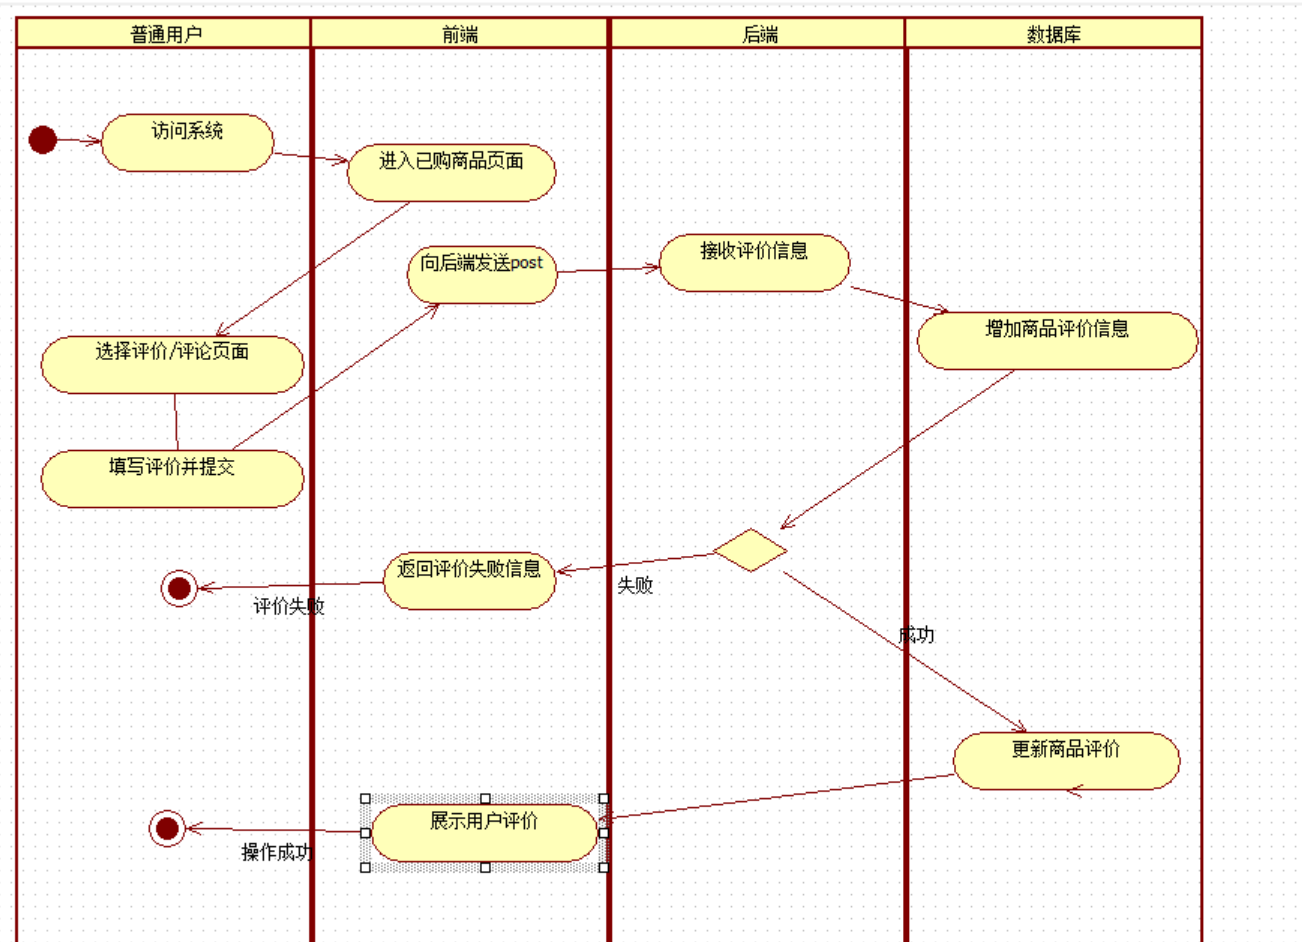 普通用户
前端
后端
数据库
访问系统
进入已购商品页面
接收评价信息
向后端发送post
增加商品评价信息
选择评价/评论页面
填写评价并提交
返回评价失败信息
失败
评价失败
成功
更新商品评价
展示用户评价
操作成功